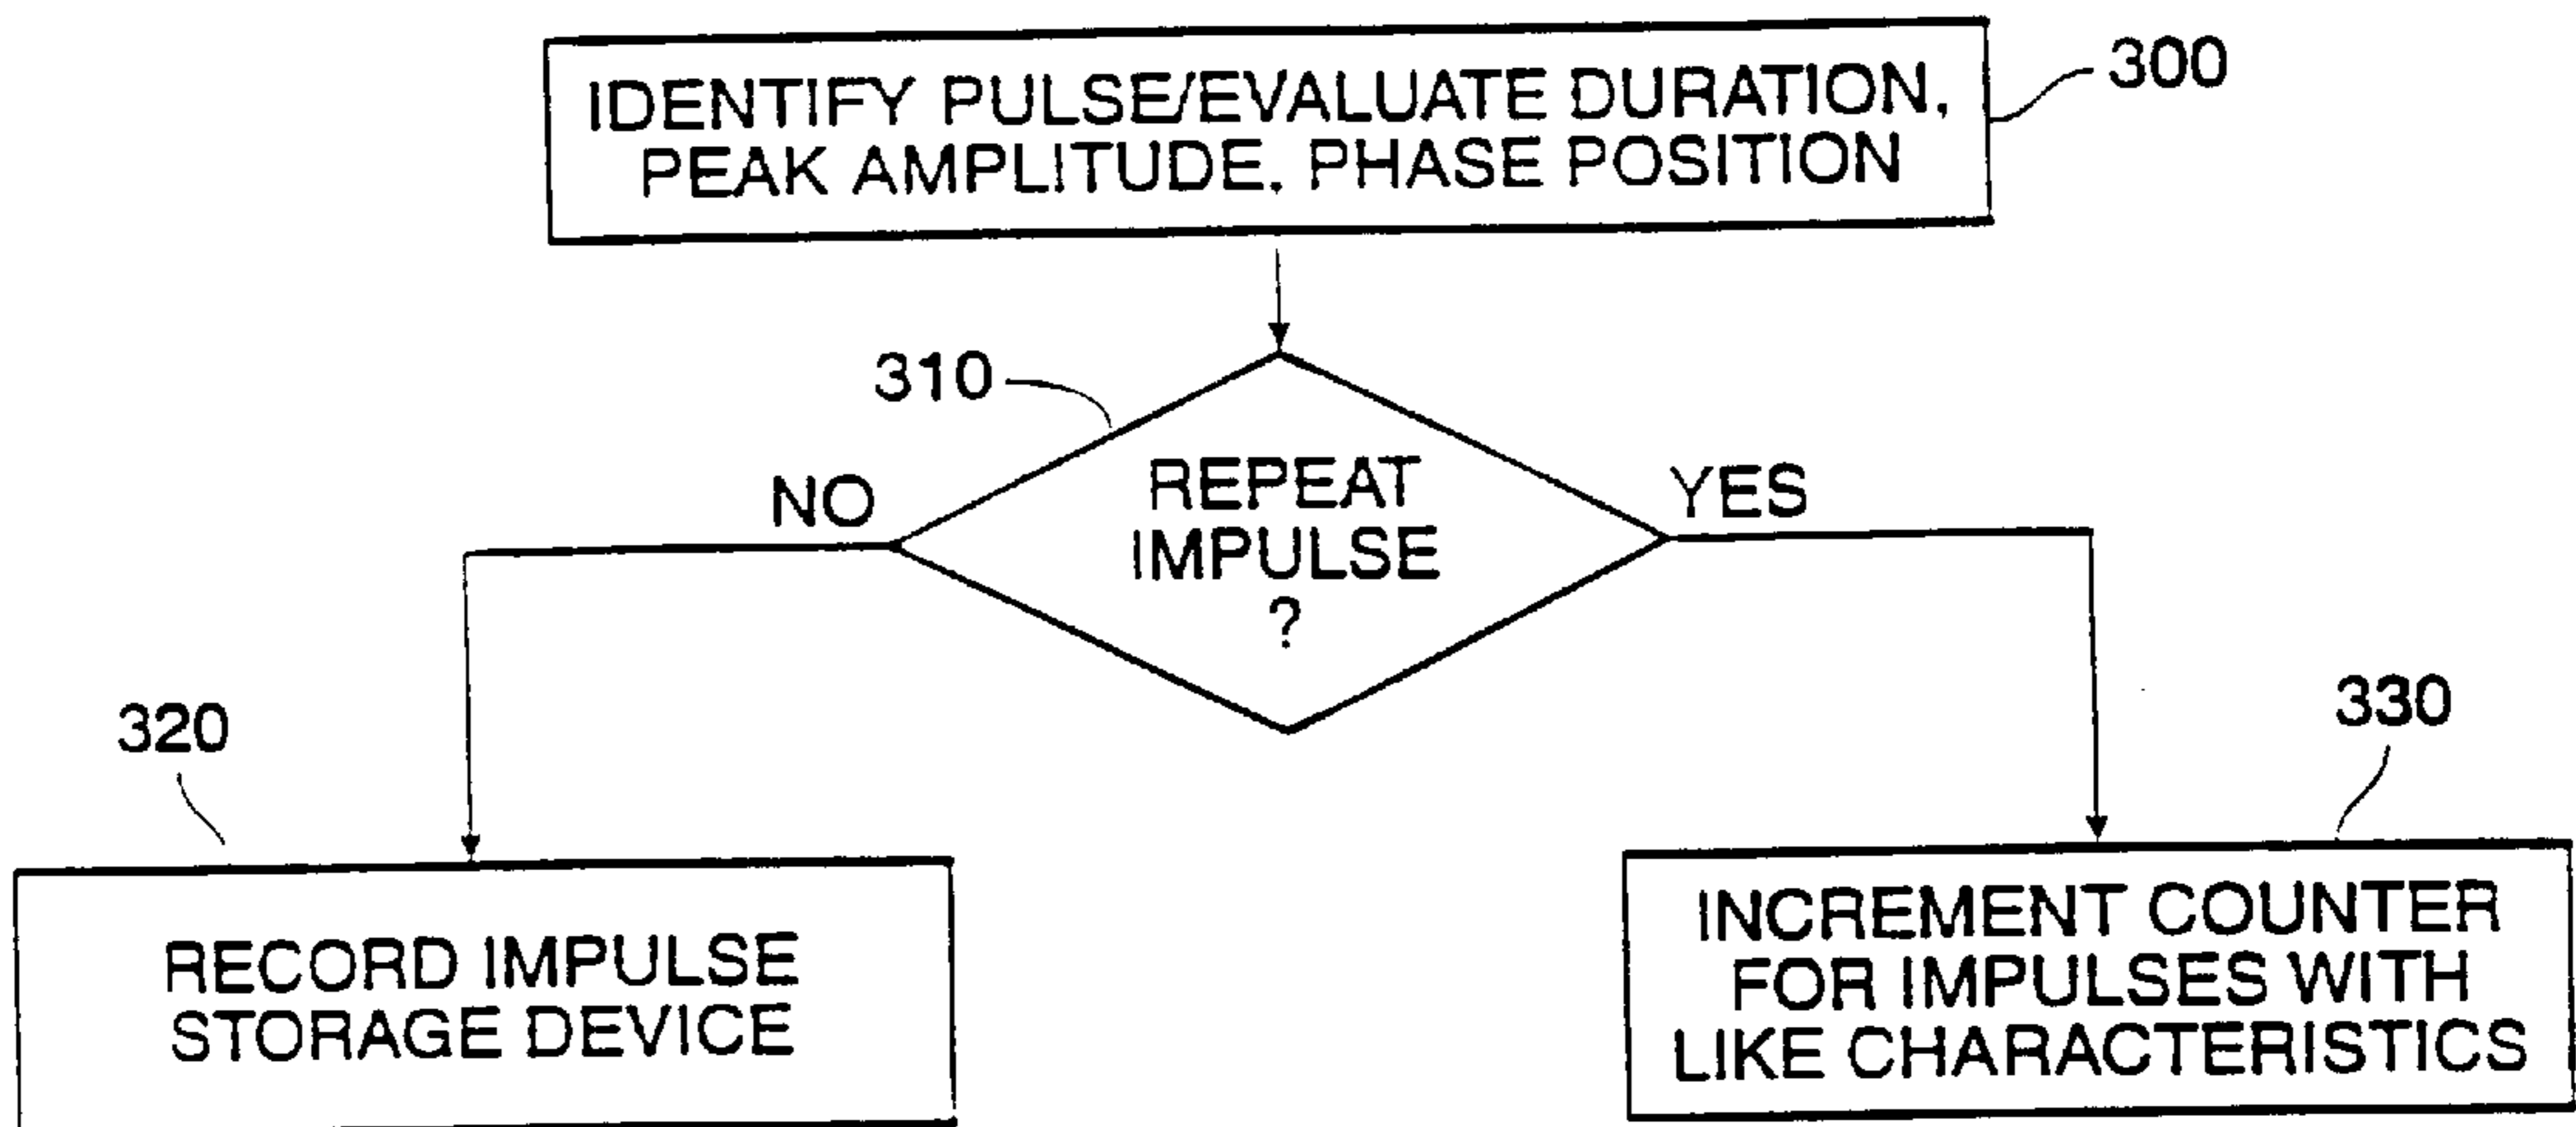 IDENTIFY PULSE/EVALUATE DURATION,
PEAK AMPLITUDE, PHASE POSITION
300
310
REPEAT
IMPULSE
?
NO
YES
320
330
RECORD IMPULSE
STORAGE DEVICE
INCREMENT COUNTER
FOR IMPULSES WITH
LIKE CHARACTERISTICS